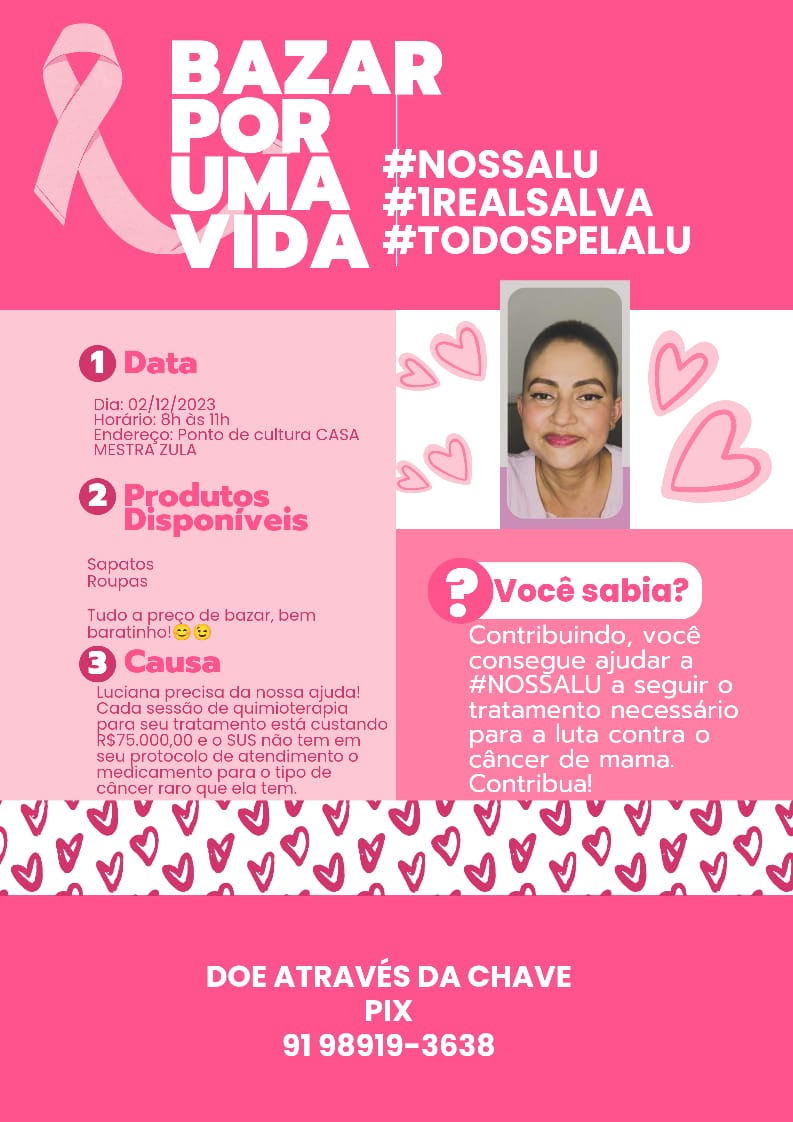 BAZAR
POR
UMA
VIDA
#NOSSALU
#1REALSALVA
#TODOSPELALU
1 Data
Dia: 02/12/2023
Horário: 8h às 11h
Endereço: Ponto de cultura CASA
MESTRA ZULA
2 Produtos
Disponíveis
Sapatos
Roupas
Tudo a preço de bazar, bem
baratinho!😊😉
3 Causa
Luciana precisa da nossa ajuda!
Cada sessão de quimioterapia
para seu tratamento está custando
R$75.000,00 e o SUS não tem em
seu protocolo de atendimento o
medicamento para o tipo de
câncer raro que ela tem.
? Você sabia?
Contribuindo, você
consegue ajudar a
#NOSSALU a seguir o
tratamento necessário
para a luta contra o
câncer de mama.
Contribua!
DOE ATRAVÉS DA CHAVE
PIX
91 98919-3638